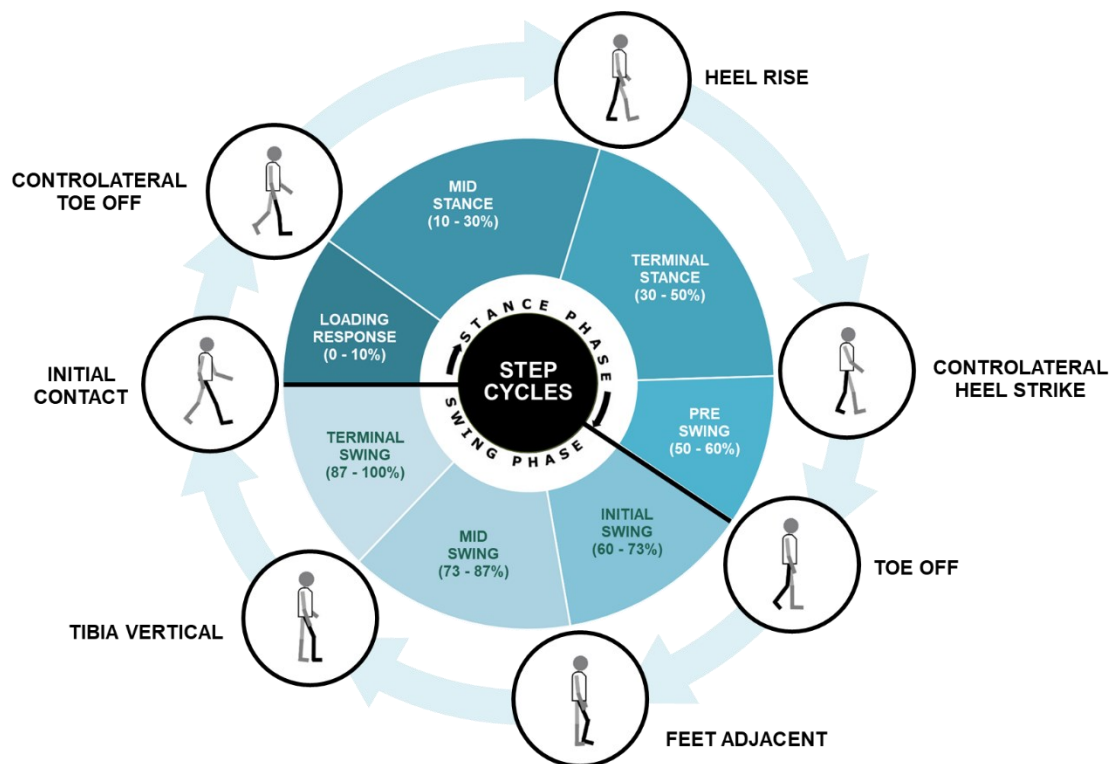 HEEL RISE
CONTROLATERAL
TOE OFF
MID
STANCE
(10 - 30%)
TERMINAL
STANCE
(30 - 50%)
LOADING
RESPONSE
(0 - 10%)
STANCE PHASE
STEP
CYCLES
SWING PHASE
INITIAL
CONTACT
CONTROLATERAL
HEEL STRIKE
PRE
SWING
(50 - 60%)
TERMINAL
SWING
(87 - 100%)
INITIAL
SWING
(60 - 73%)
MID
SWING
(73 - 87%)
TOE OFF
TIBIA VERTICAL
FEET ADJACENT